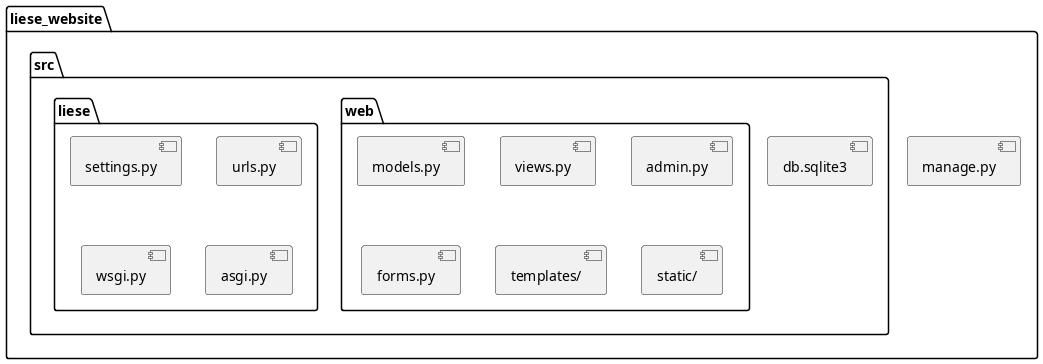 liese_website
src
liese
web
settings.py
urls.py
models.py
views.py
admin.py
db.sqlite3
manage.py
wsgi.py
asgi.py
forms.py
templates/
static/